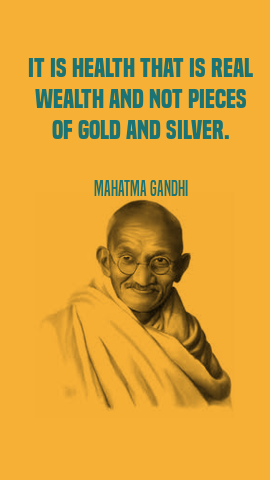 IT IS HEALTH THAT IS REAL
WEALTH AND NOT PIECES
OF GOLD AND SILVER.
MAHATMA GANDHI